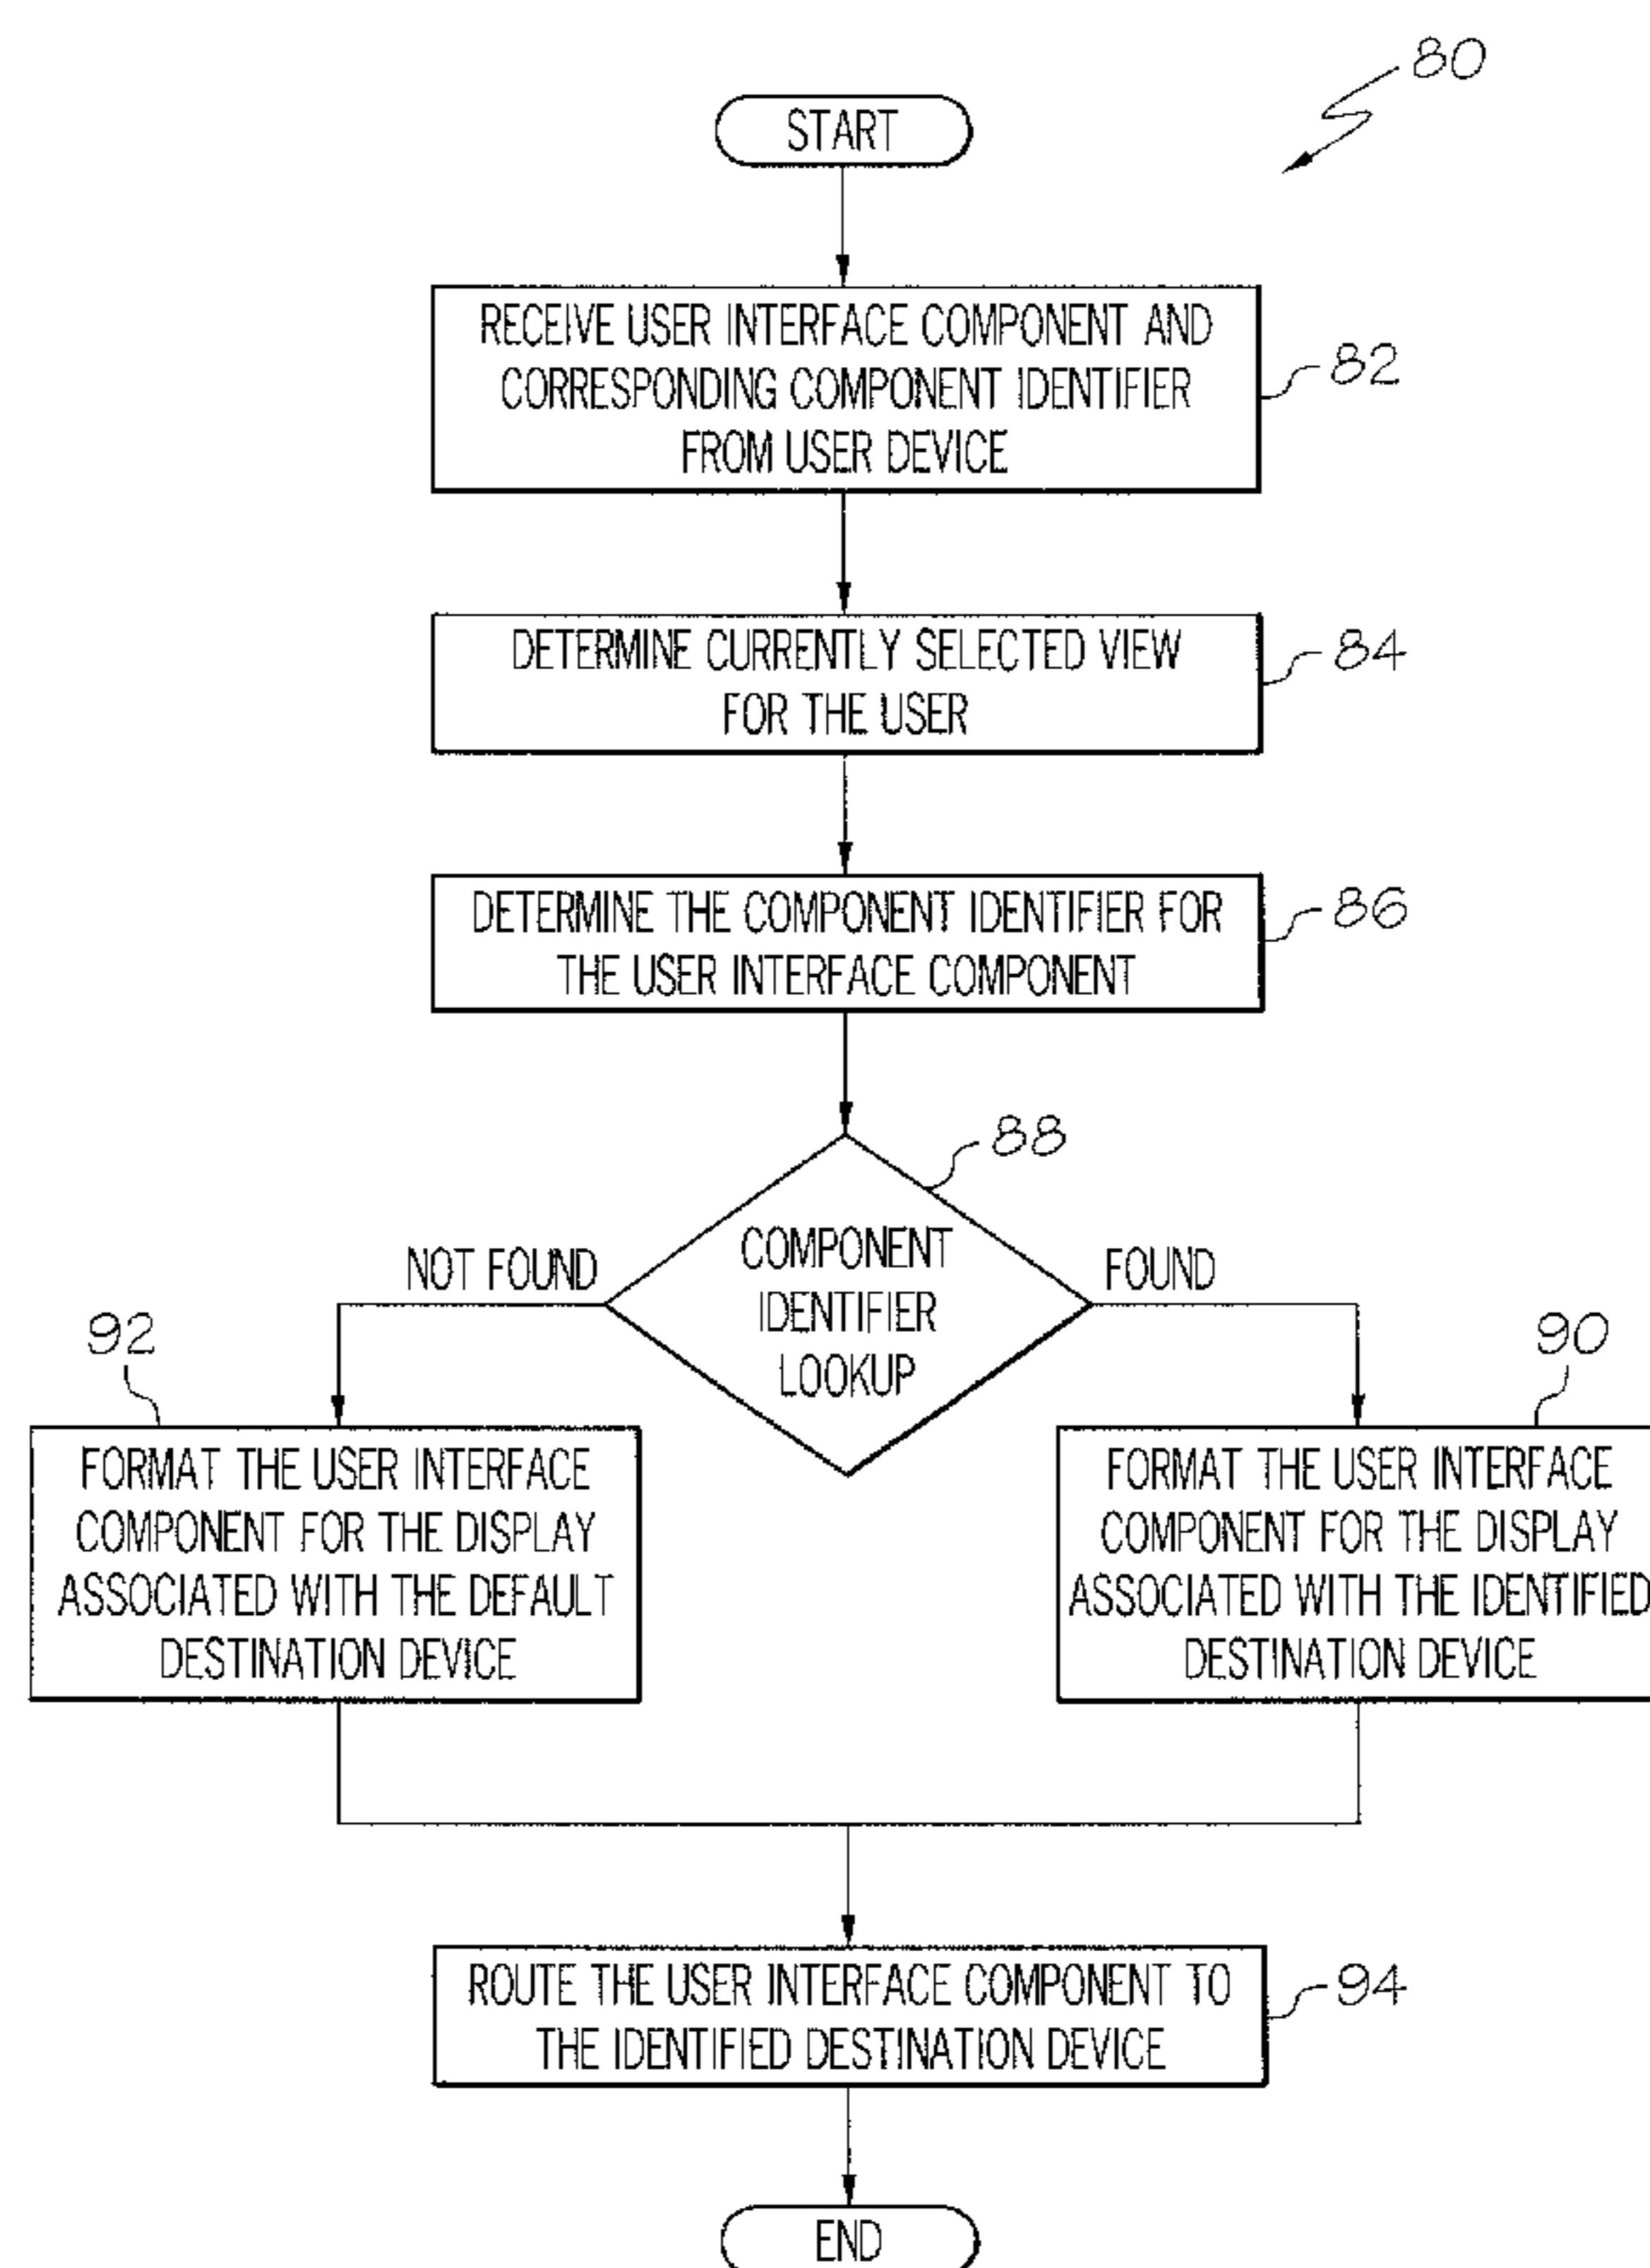 80
START
RECEIVE USER INTERFACE COMPONENT AND
CORRESPONDING COMPONENT IDENTIFIER
FROM USER DEVICE
82
DETERMINE CURRENTLY SELECTED VIEW
FOR THE USER
84
DETERMINE THE COMPONENT IDENTIFIER FOR
THE USER INTERFACE COMPONENT
86
88
COMPONENT
IDENTIFIER
LOOKUP
NOT FOUND
FOUND
92
FORMAT THE USER INTERFACE
COMPONENT FOR THE DISPLAY
ASSOCIATED WITH THE DEFAULT
DESTINATION DEVICE
90
FORMAT THE USER INTERFACE
COMPONENT FOR THE DISPLAY
ASSOCIATED WITH THE IDENTIFIED
DESTINATION DEVICE
ROUTE THE USER INTERFACE COMPONENT TO
THE IDENTIFIED DESTINATION DEVICE
94
END